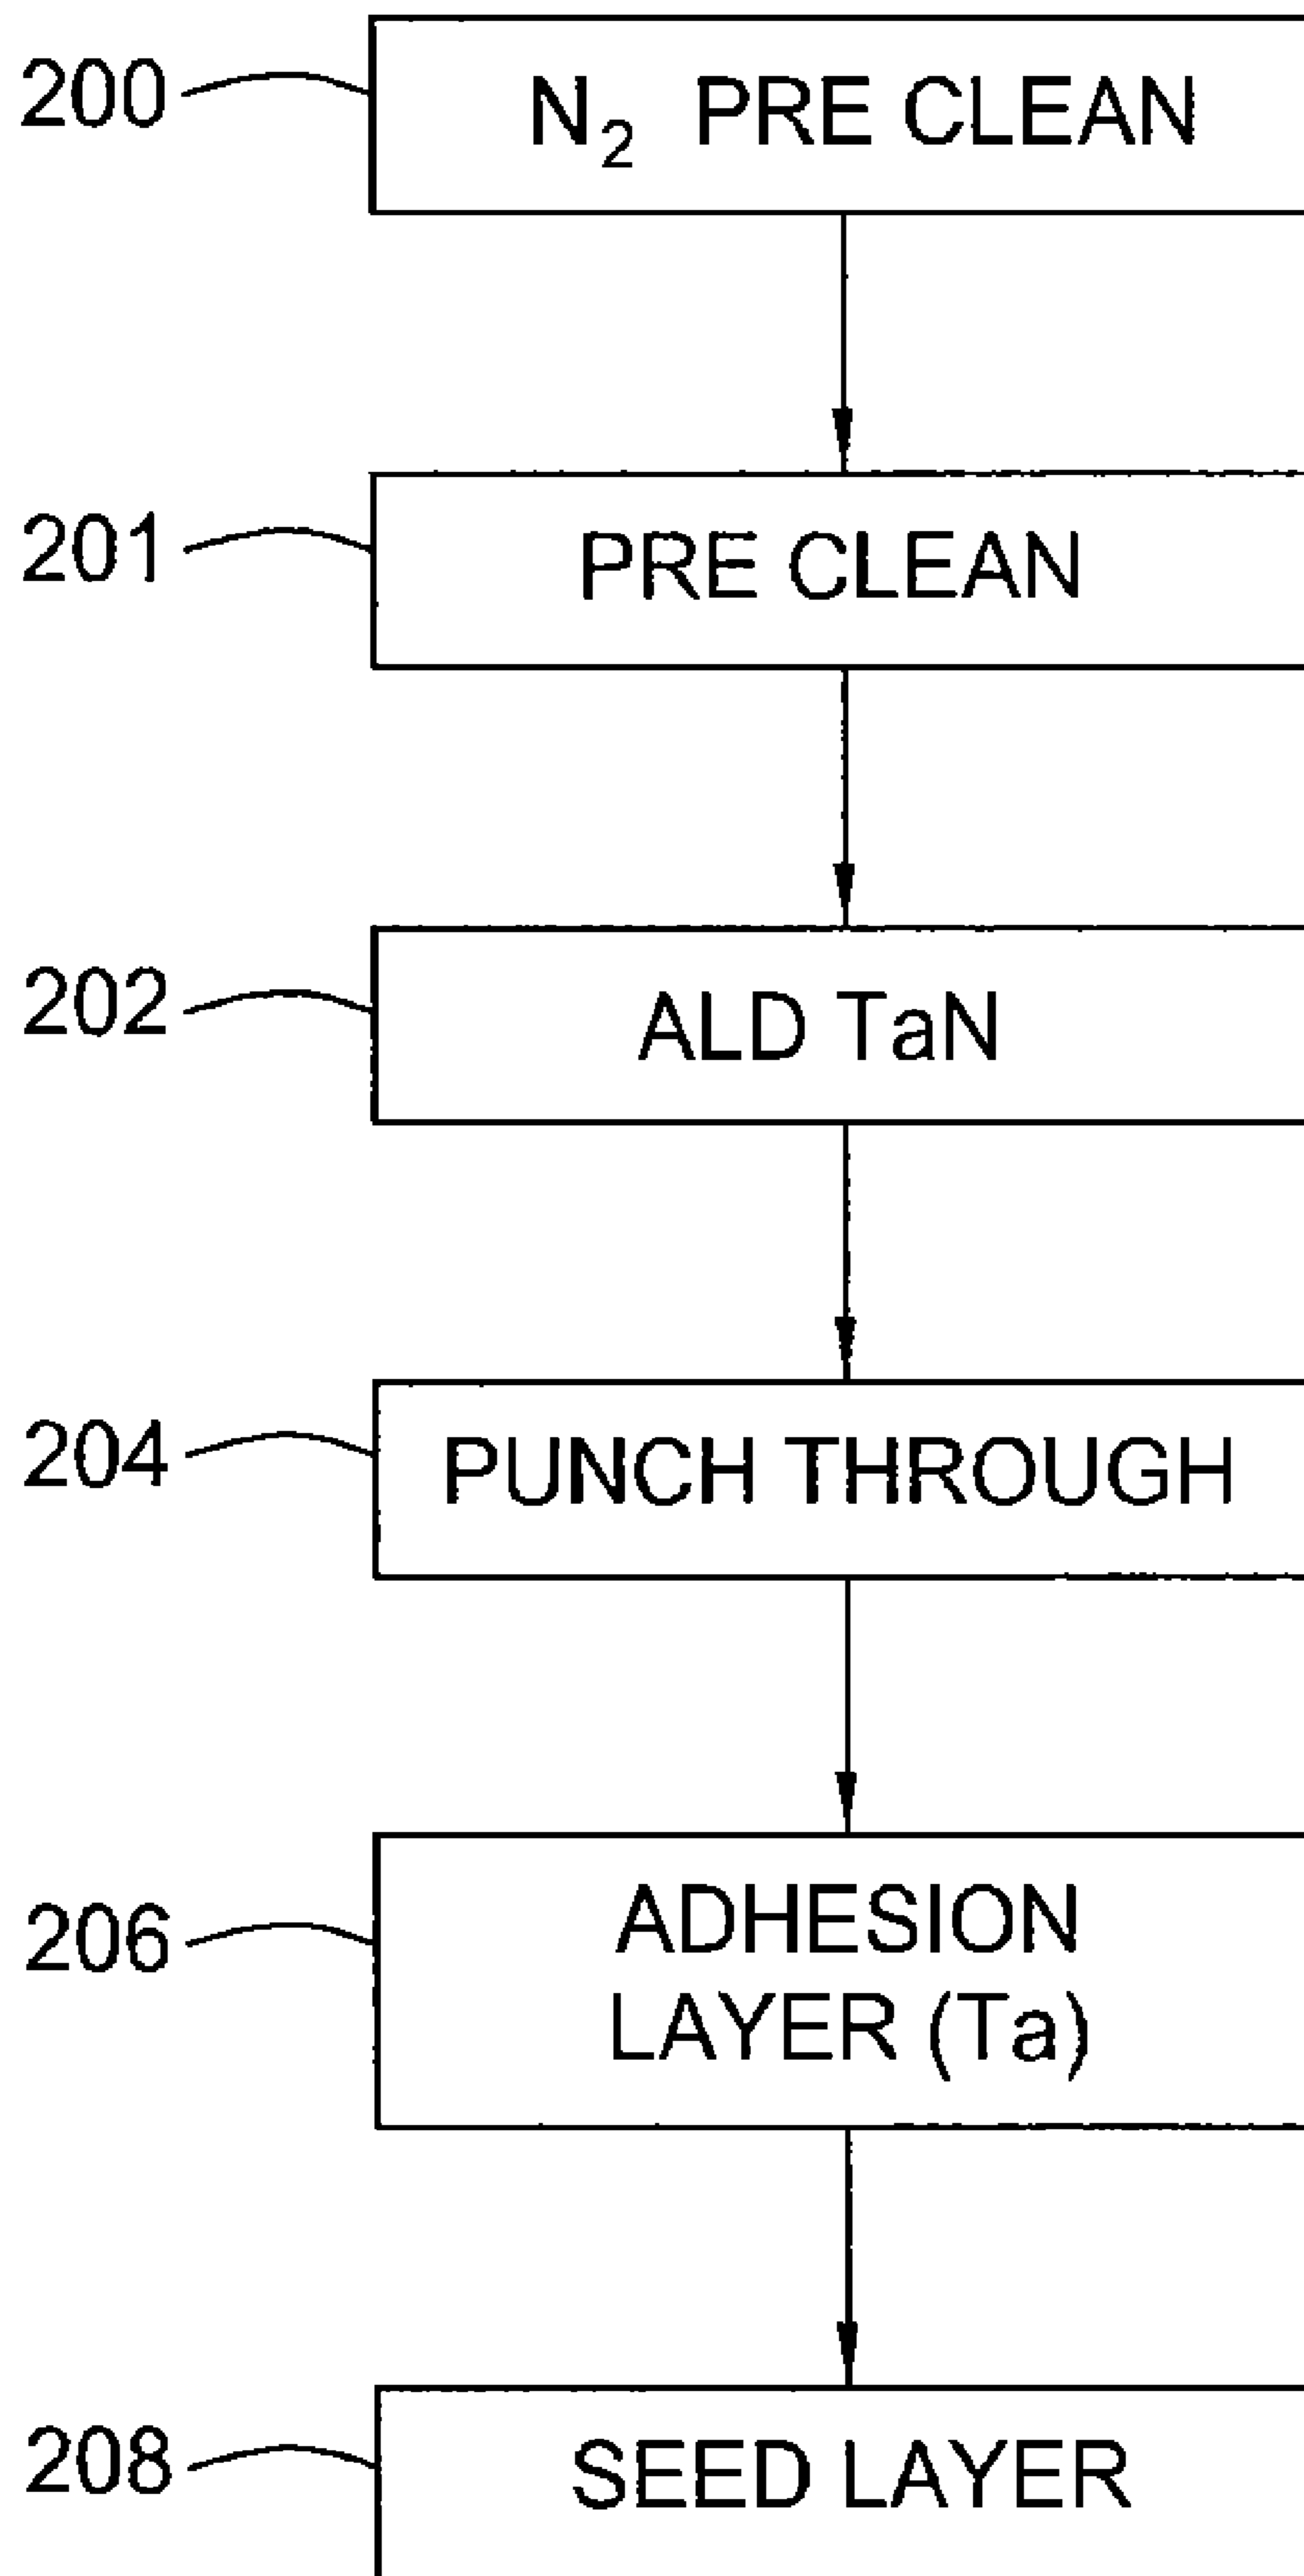 200 N₂ PRE CLEAN
201 PRE CLEAN
202 ALD TaN
204 PUNCH THROUGH
206 ADHESION
LAYER (Ta)
208 SEED LAYER